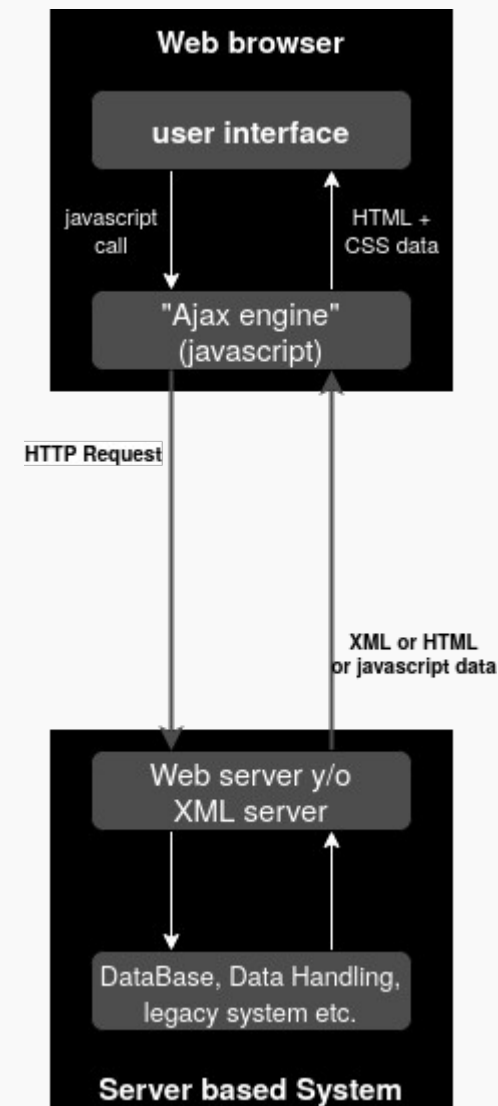 Web browser
user interface
javascript
call
HTML +
CSS data
"Ajax engine"
(javascript)
HTTP Request
XML or HTML
or javascript data
Web server y/o
XML server
DataBase, Data Handling,
legacy system etc.
Server based System